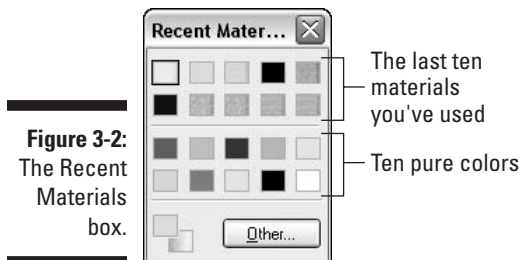 Recent Mater...
The last ten
materials
you've used
Ten pure colors
Other...
Figure 3-2:
The Recent
Materials
box.